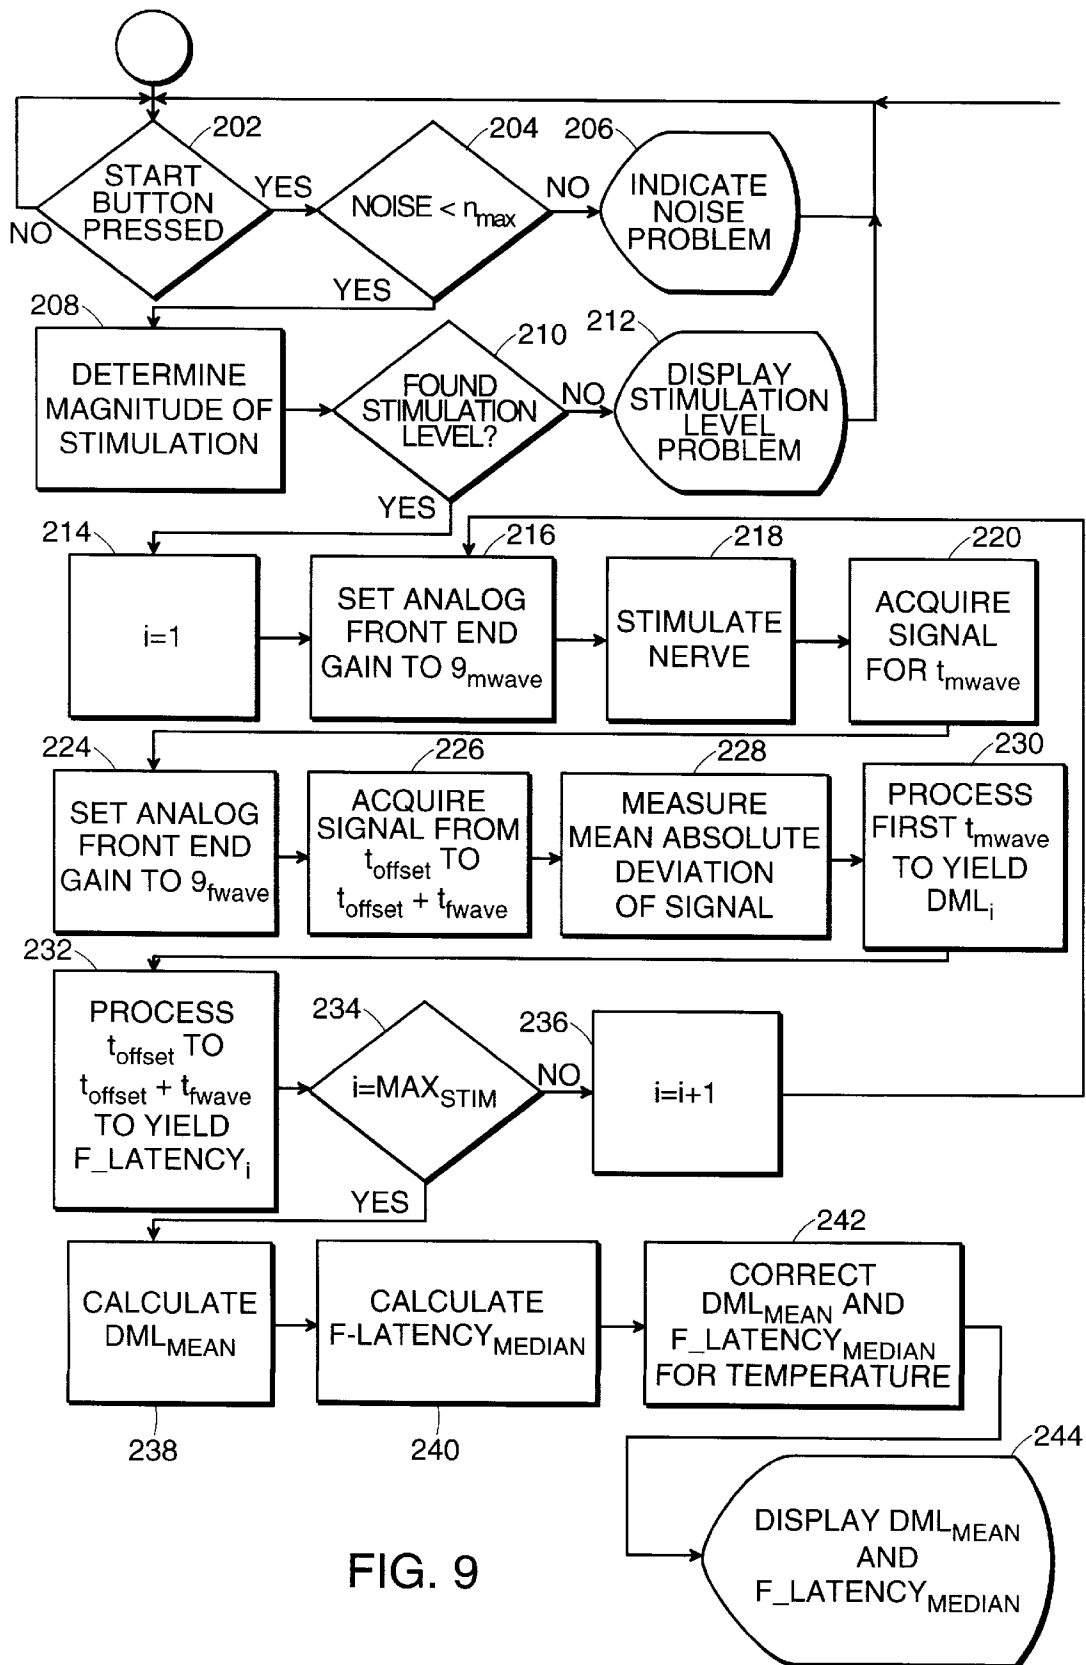 202
START
BUTTON
PRESSED
YES
NO
204
NOISE < nmax
NO
YES
206
INDICATE
NOISE
PROBLEM
208
DETERMINE
MAGNITUDE OF
STIMULATION
210
FOUND
STIMULATION
LEVEL?
NO
YES
212
DISPLAY
STIMULATION
LEVEL
PROBLEM
214
i=1
216
SET ANALOG
FRONT END
GAIN TO 9mwave
218
STIMULATE
NERVE
220
ACQUIRE
SIGNAL
FOR tmwave
224
SET ANALOG
FRONT END
GAIN TO 9fwave
226
ACQUIRE
SIGNAL FROM
toffset TO
toffset + tfwave
228
MEASURE
MEAN ABSOLUTE
DEVIATION
OF SIGNAL
230
PROCESS
FIRST tmwave
TO YIELD
DMLi
232
PROCESS
toffset TO
toffset + tfwave
TO YIELD
F_LATENCYi
234
i=MAXSTIM
NO
YES
236
i=i+1
CALCULATE
DMLMEAN
238
CALCULATE
F-LATENCYMEDIAN
240
242
CORRECT
DMLMEAN AND
F_LATENCYMEDIAN
FOR TEMPERATURE
244
DISPLAY DMLMEAN
AND
F_LATENCYMEDIAN
FIG. 9